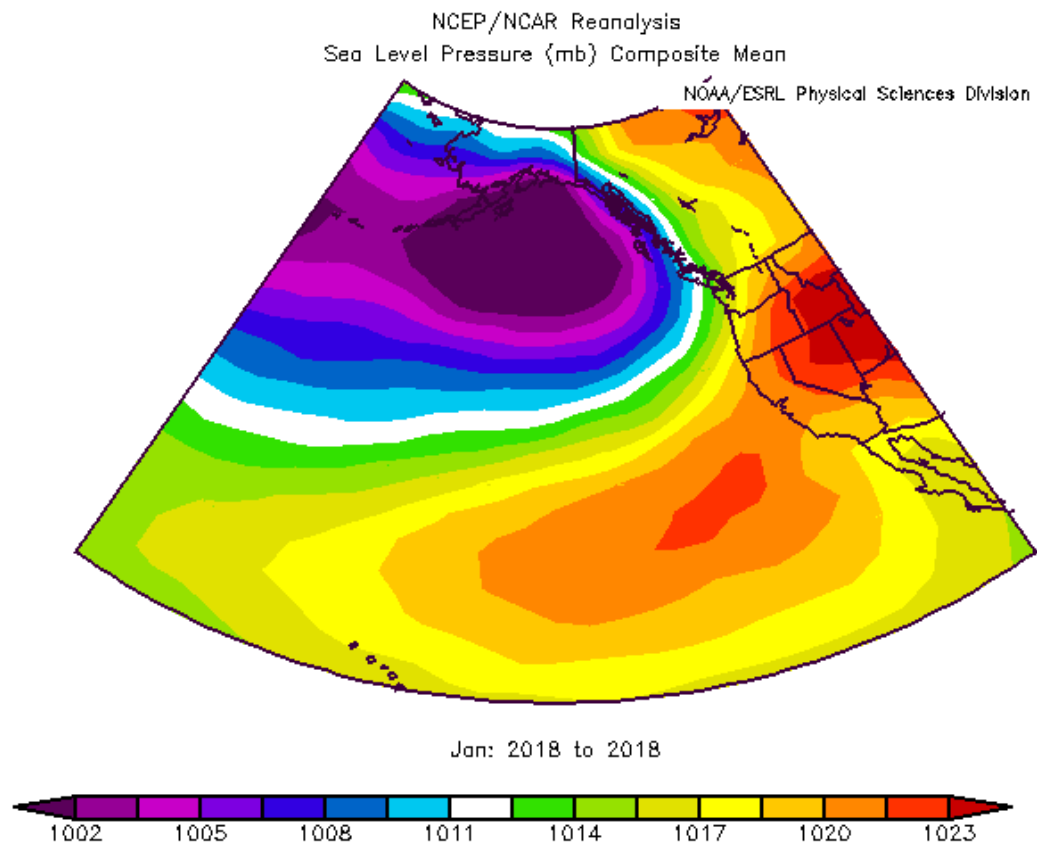 NCEP/NCAR Reanalysis
Sea Level Pressure (mb) Composite Mean
NOAA/ESRL Physical Sciences Division
Jan: 2018 to 2018
1002 1005 1008 1011 1014 1017 1020 1023